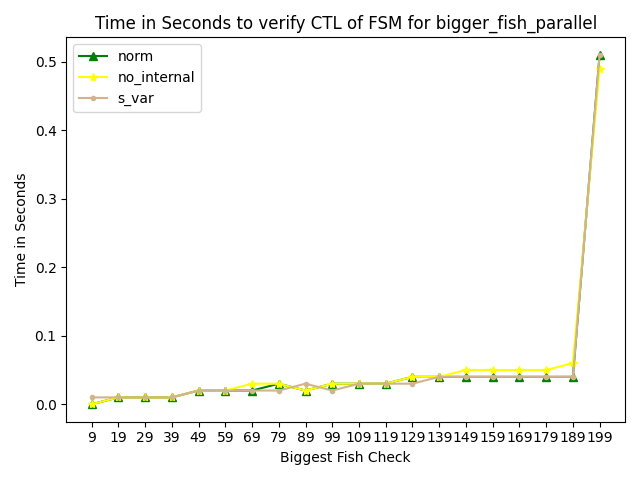 Time in Seconds to verify CTL of FSM for bigger_fish_parallel
norm
no_internal
s_var
Time in Seconds
0.5
0.4
0.3
0.2
0.1
0.0
9 19 29 39 49 59 69 79 89 99 109 119 129 139 149 159 169 179 189 199
Biggest Fish Check